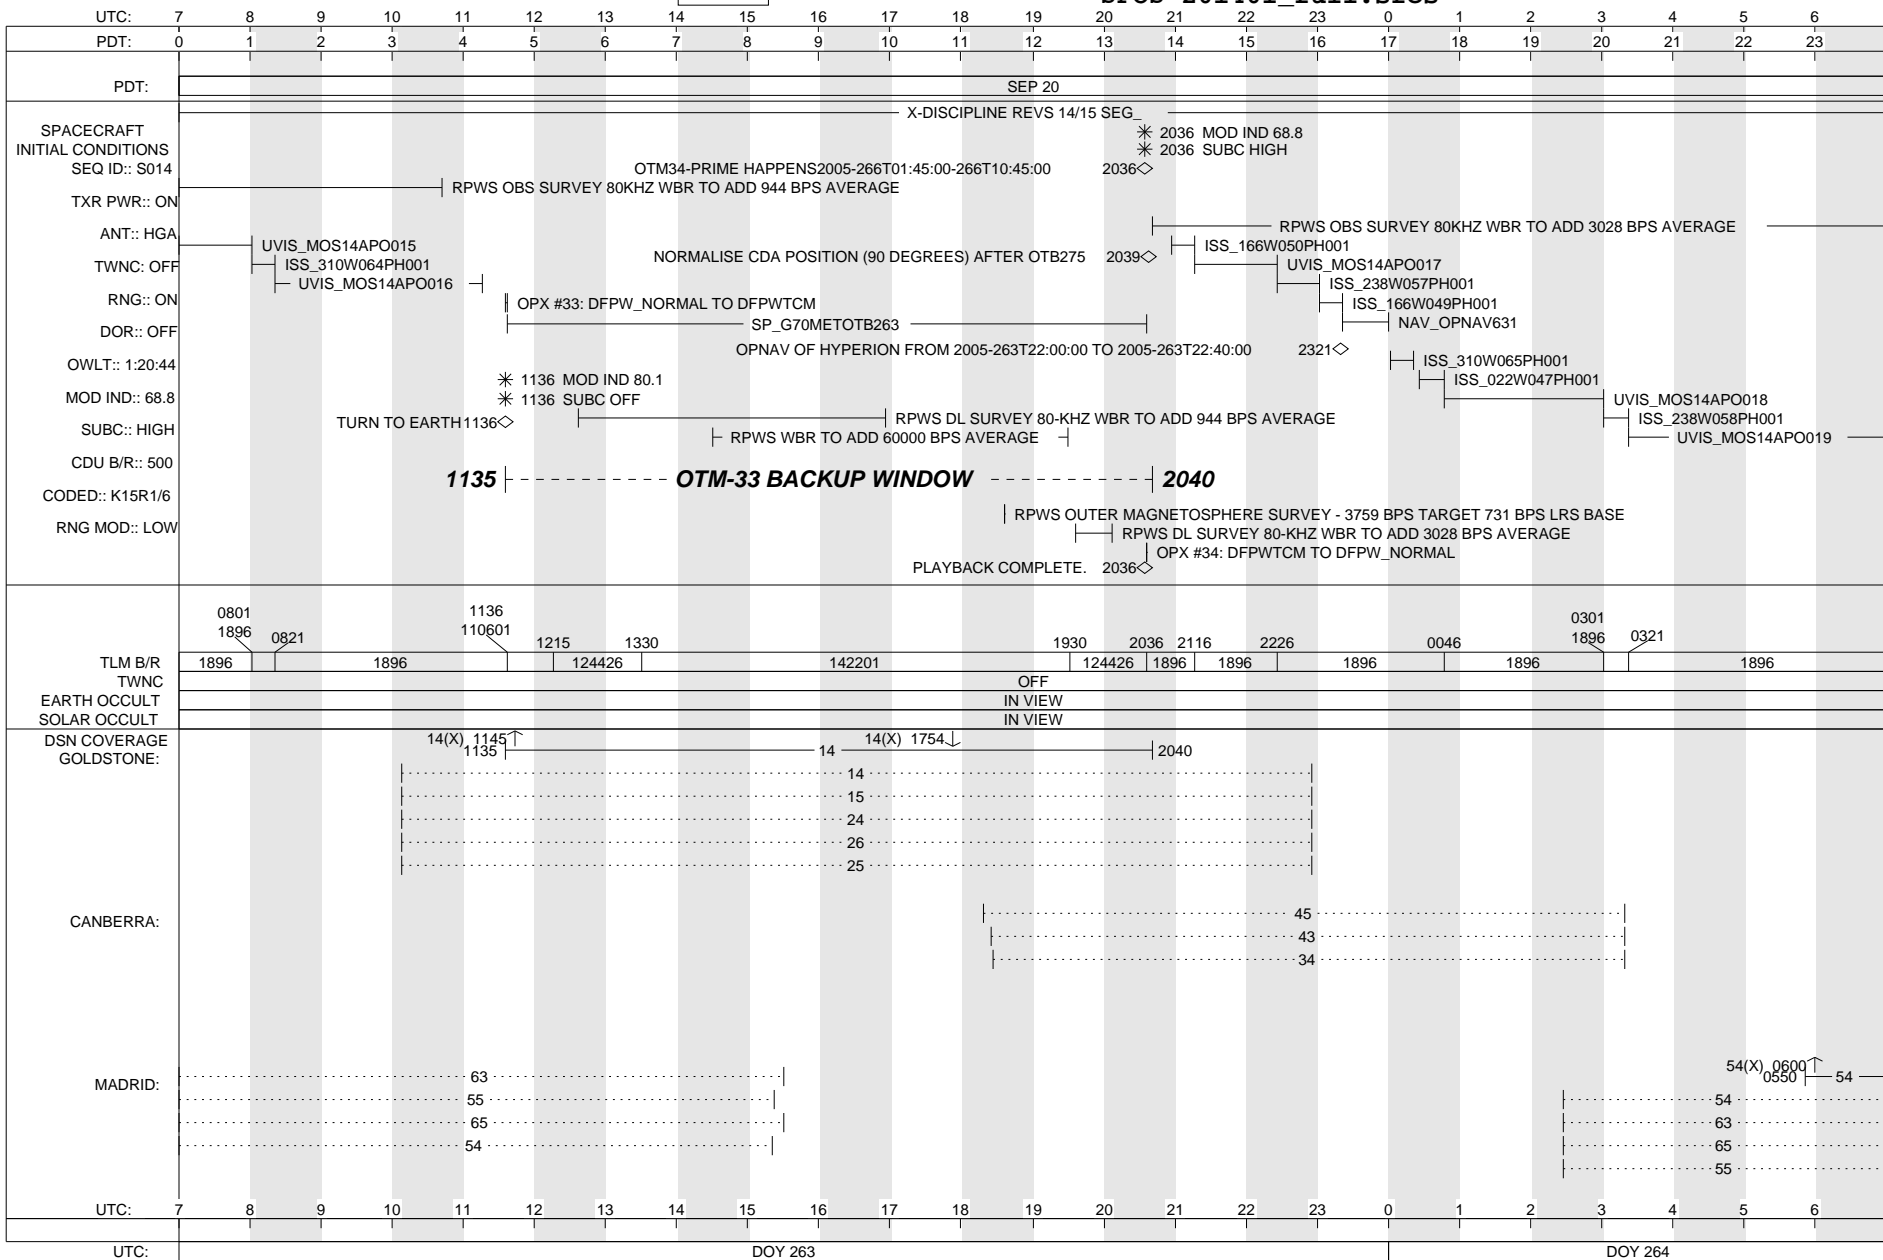 UTC: 7 8 9 10 11 12 13 14 15 16 17 18 19 20 21 22 23 0 1 2 3 4 5 6
PDT: 0 1 2 3 4 5 6 7 8 9 10 11 12 13 14 15 16 17 18 19 20 21 22 23
PDT: SEP 20
X-DISCIPLINE REVS 14/15 SEG_
SPACECRAFT
INITIAL CONDITIONS
SEQ ID:: S014
TXR PWR:: ON
ANT:: HGA
TWNC: OFF
RNG:: ON
DOR:: OFF
OWLT:: 1:20:44
MOD IND:: 68.8
SUBC:: HIGH
CDU B/R:: 500
CODED:: K15R1/6
RNG MOD:: LOW
2036 MOD IND 68.8
2036 SUBC HIGH
OTM34-PRIME HAPPENS2005-266T01:45:00-266T10:45:00 2036
RPWS OBS SURVEY 80KHZ WBR TO ADD 944 BPS AVERAGE
RPWS OBS SURVEY 80KHZ WBR TO ADD 3028 BPS AVERAGE
UVIS_MOS14APO015
ISS_166W050PH001
NORMALISE CDA POSITION (90 DEGREES) AFTER OTB275 2039
ISS_310W064PH001
UVIS_MOS14APO017
UVIS_MOS14APO016
ISS_238W057PH001
OPX #33: DFPW_NORMAL TO DFPWTCM
ISS_166W049PH001
SP_G70METOTB263
NAV_OPNAV631
OPNAV OF HYPERION FROM 2005-263T22:00:00 TO 2005-263T22:40:00 2321
ISS_310W065PH001
1136 MOD IND 80.1
ISS_022W047PH001
1136 SUBC OFF
UVIS_MOS14APO018
TURN TO EARTH1136
RPWS DL SURVEY 80-KHZ WBR TO ADD 944 BPS AVERAGE
ISS_238W058PH001
RPWS WBR TO ADD 60000 BPS AVERAGE
UVIS_MOS14APO019
1135 OTM-33 BACKUP WINDOW 2040
RPWS OUTER MAGNETOSPHERE SURVEY - 3759 BPS TARGET 731 BPS LRS BASE
RPWS DL SURVEY 80-KHZ WBR TO ADD 3028 BPS AVERAGE
OPX #34: DFPWTCM TO DFPW_NORMAL
PLAYBACK COMPLETE. 2036
0801 1136 0301
1896 0821 110601 1215 1330 1930 2036 2116 2226 0046 1896 0321
TLM B/R 1896 1896 124426 142201 124426 1896 1896 1896 1896 1896
TWNC OFF
EARTH OCCULT IN VIEW
SOLAR OCCULT IN VIEW
DSN COVERAGE 14(X) 1145 14(X) 1754
GOLDSTONE: 1135 14 2040
14
15
24
26
25
CANBERRA:
45
43
34
MADRID:
54(X) 0600
63 0550 54
55 54
65 63
54 65
55
UTC: 7 8 9 10 11 12 13 14 15 16 17 18 19 20 21 22 23 0 1 2 3 4 5 6
UTC: DOY 263 DOY 264